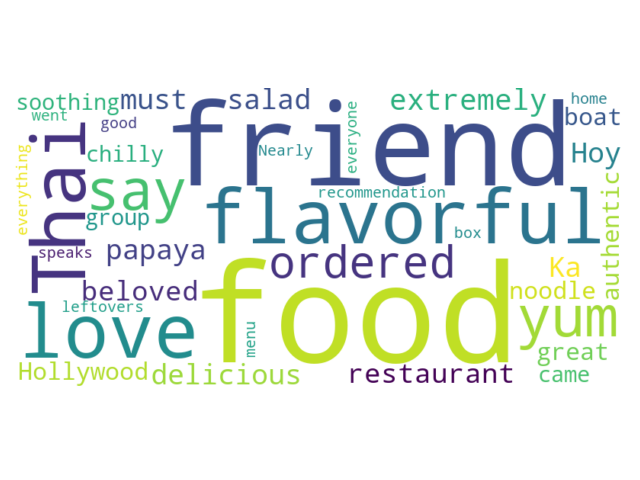 soothing
must
salad
extremely
home
went
good
friend
boat
everyone
Thai
chilly
Nearly
Hoy
everything
say
flavorful
recommendation
authentic
group
box
speaks
papaya
ordered
Ka
beloved
food
noodle
leftovers
love
yum
menu
great
Hollywood
delicious
restaurant
came